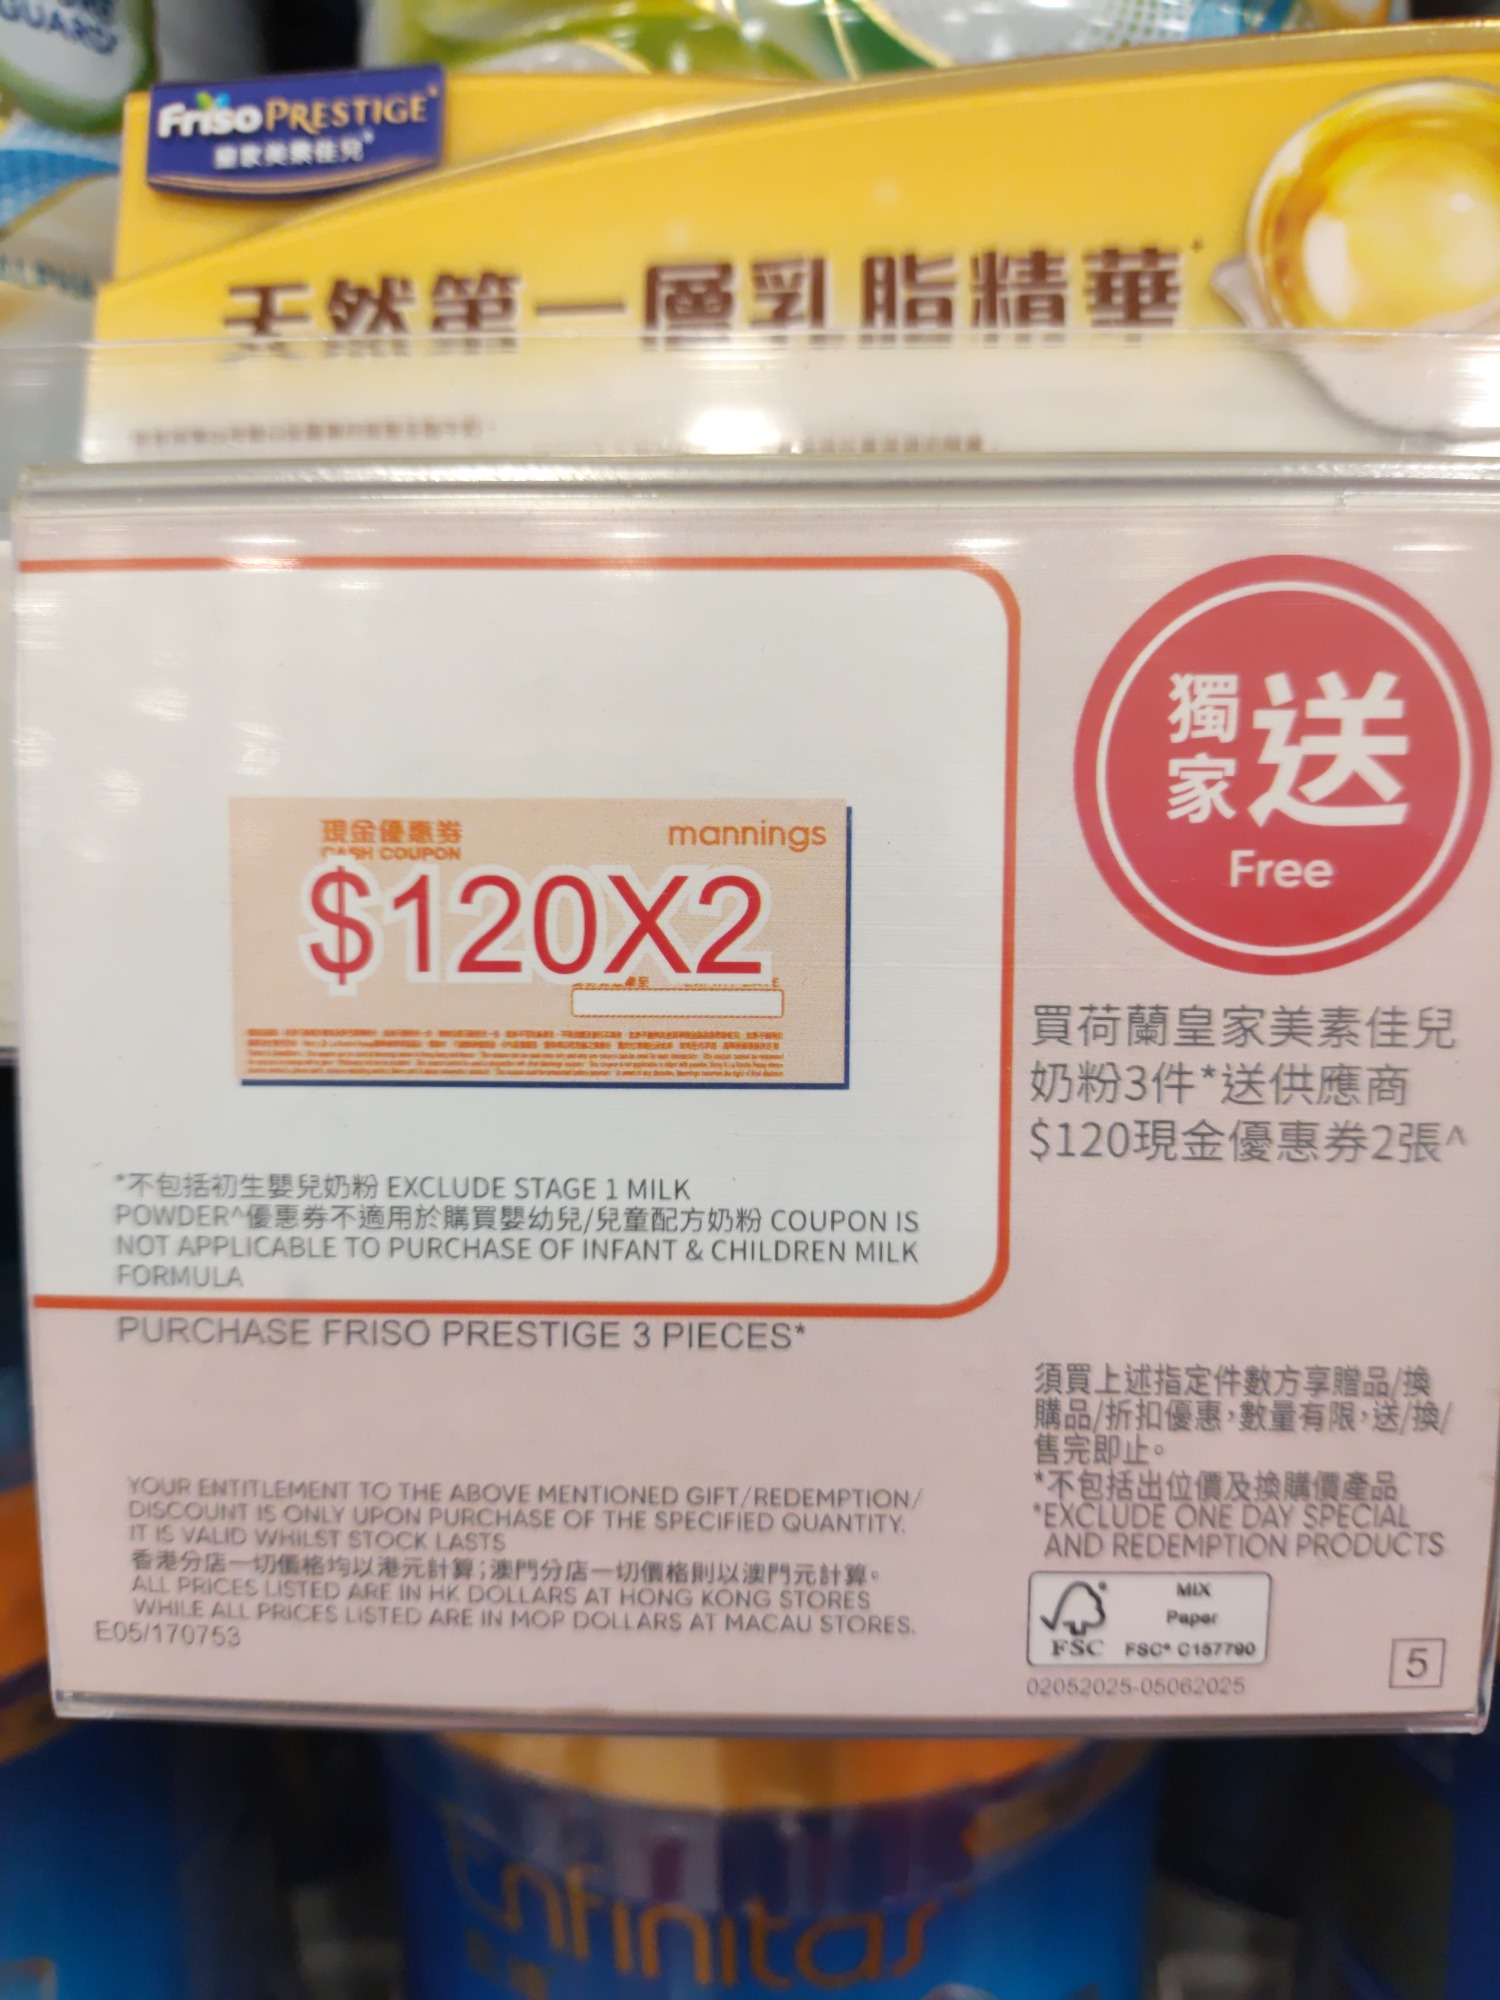 GUARD
Friso PRESTIGE
皇家美素佳兒
天然第一層乳脂精華
現金優惠券
CASH COUPON
mannings
$120X2
獨家
送
Free
買荷蘭皇家美素佳兒
奶粉3件*送供應商
$120現金優惠券2張^
*不包括初生嬰兒奶粉 EXCLUDE STAGE 1 MILK
POWDER^優惠券不適用於購買嬰幼兒/兒童配方奶粉 COUPON IS
NOT APPLICABLE TO PURCHASE OF INFANT & CHILDREN MILK
FORMULA
PURCHASE FRISO PRESTIGE 3 PIECES*
須買上述指定件數方享贈品/換
購品/折扣優惠，數量有限，送/換/
售完即止。
*不包括出位價及換購價產品
*EXCLUDE ONE DAY SPECIAL
AND REDEMPTION PRODUCTS
YOUR ENTITLEMENT TO THE ABOVE MENTIONED GIFT/REDEMPTION/
DISCOUNT IS ONLY UPON PURCHASE OF THE SPECIFIED QUANTITY.
IT IS VALID WHILST STOCK LASTS
香港分店一切價格均以港元計算；澳門分店一切價格則以澳門元計算。
ALL PRICES LISTED ARE IN HK DOLLARS AT HONG KONG STORES
WHILE ALL PRICES LISTED ARE IN MOP DOLLARS AT MACAU STORES.
E05/170753
MIX
Paper
FSC
FSC® C157790
02052025-05062025
5
Enfinitas